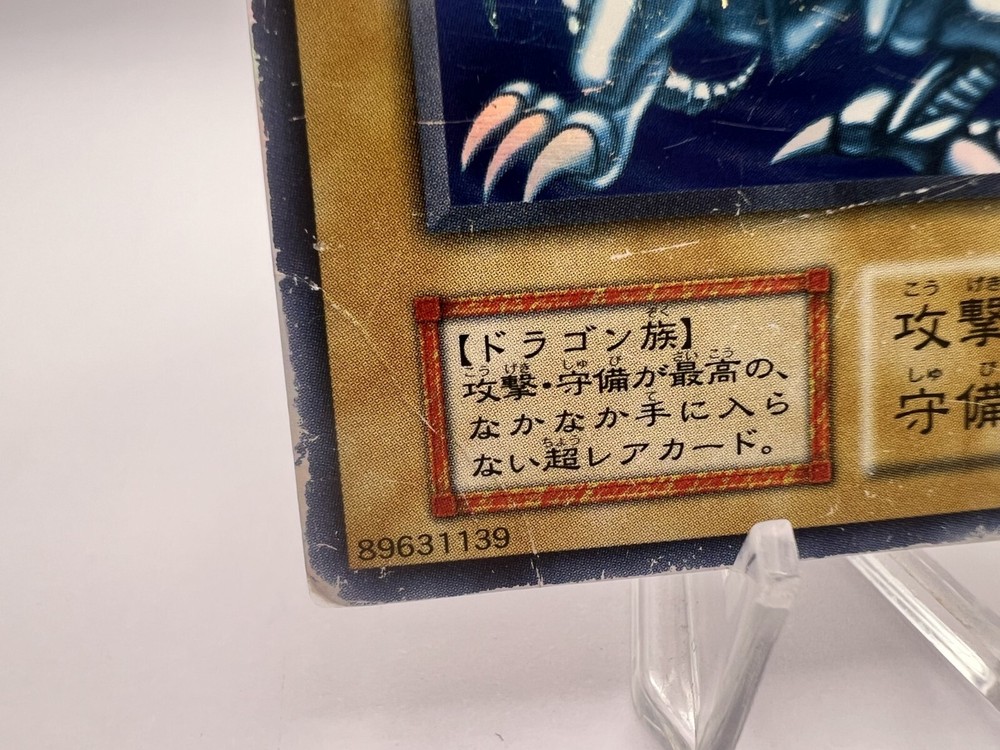 【ドラゴン族】
攻撃・守備が最高の、
なかなか手に入ら
ない超レアカード。
攻撃
守備
89631139